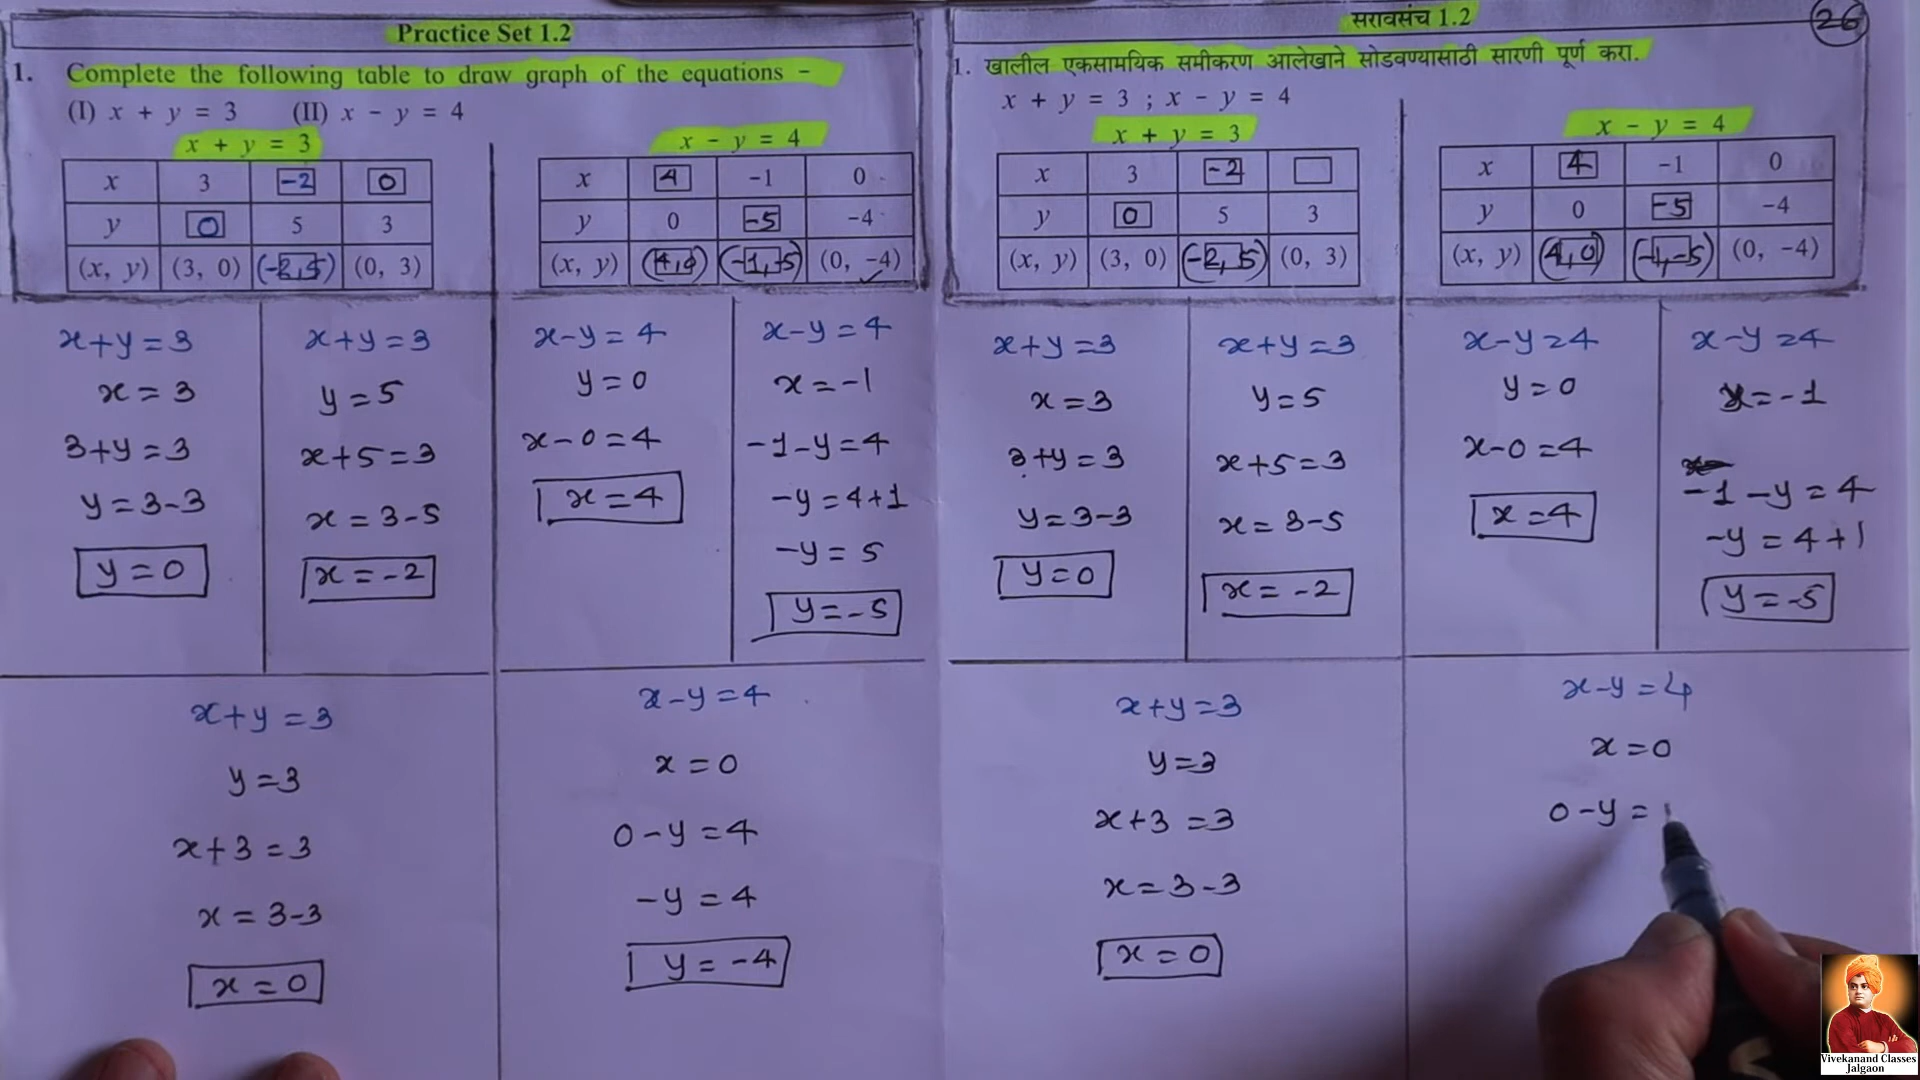 Practice Set 1.2
1. Complete the following table to draw graph of the equations -
(I) x + y = 3 (II) x - y = 4
x + y = 3
x 3 -2 0
y 0 5 3
(x, y) (3, 0) (-2,5) (0, 3)
x - y = 4
x 4 -1 0
y 0 -5 -4
(x, y) (4,0) (-1,-5) (0, -4)
x+y=3
x=3
3+y=3
y=3-3
y=0
x+y=3
y=5
x+5=3
x=3-5
x=-2
x-y=4
y=0
x-0=4
x=4
x-y=4
x=-1
-1-y=4
-y=4+1
-y=5
y=-5
x+y=3
y=3
x+3=3
x=3-3
x=0
x-y=4
x=0
0-y=4
-y=4
y=-4
सरावसंच 1.2
26
1. खालील एकसामयिक समीकरण आलेखाने सोडवण्यासाठी सारणी पूर्ण करा.
x + y = 3 ; x - y = 4
x + y = 3
x 3 -2
y 0 5 3
(x, y) (3, 0) (-2,5) (0, 3)
x - y = 4
x 4 -1 0
y 0 -5 -4
(x, y) (4,0) (-1,-5) (0, -4)
x+y=3
x=3
3+y=3
y=3-3
y=0
x+y=3
y=5
x+5=3
x=3-5
x=-2
x-y=4
y=0
x-0=4
x=4
x-y=4
x=-1
-1-y=4
-y=4+1
y=-5
x+y=3
y=3
x+3=3
x=3-3
x=0
x-y=4
x=0
0-y=
Vivekanand Classes
Jalgaon